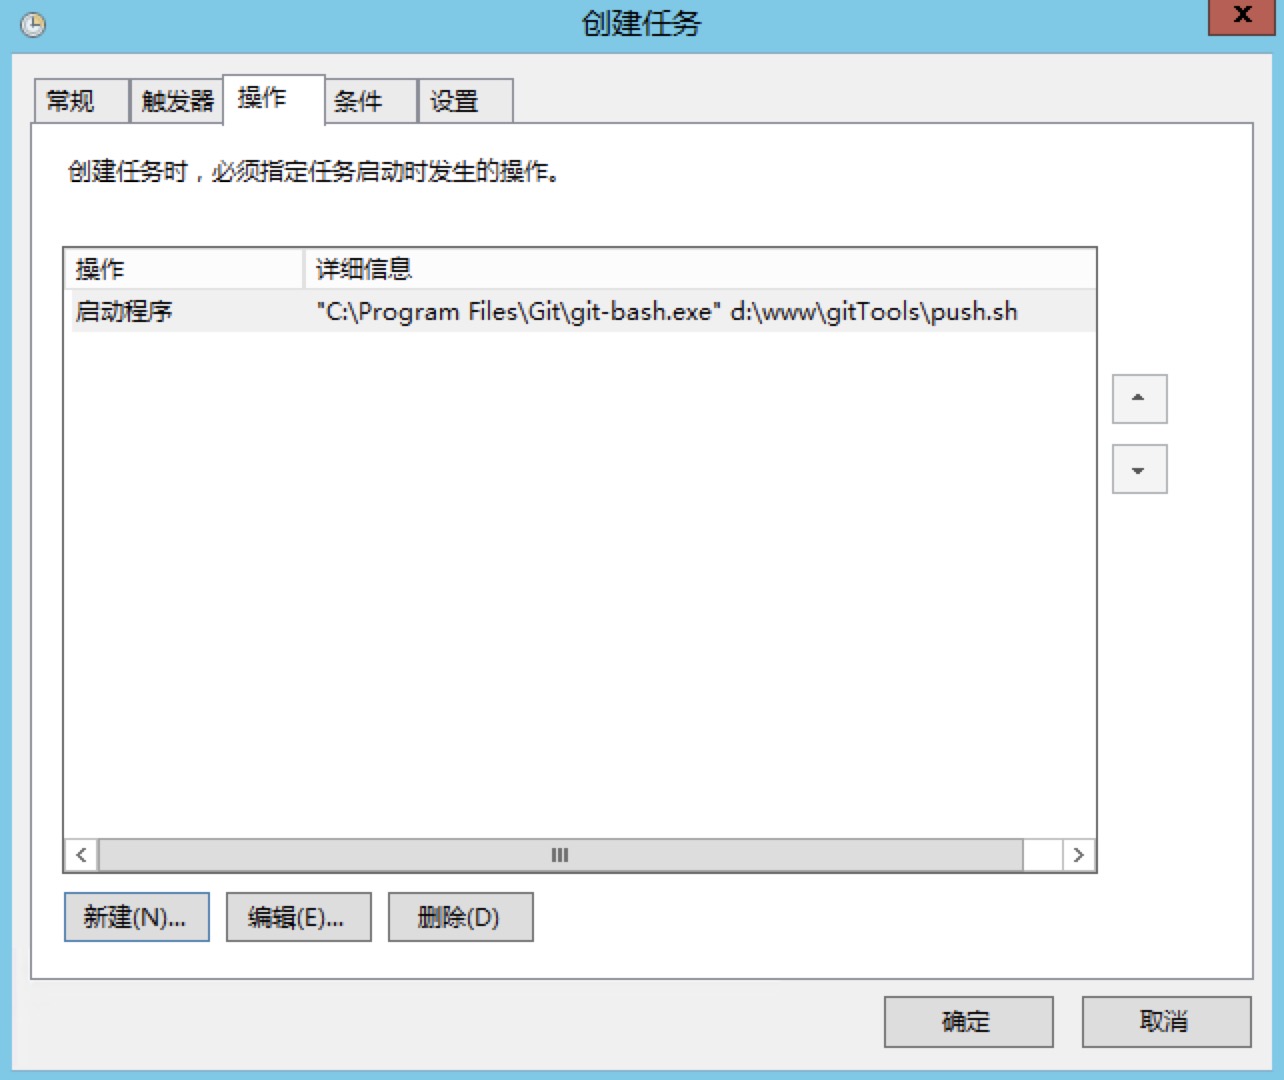 创建任务
常规
触发器
操作
条件
设置
创建任务时，必须指定任务启动时发生的操作。
操作
详细信息
启动程序
"C:\Program Files\Git\git-bash.exe" d:\www\gitTools\push.sh
新建(N)...
编辑(E)...
删除(D)
确定
取消